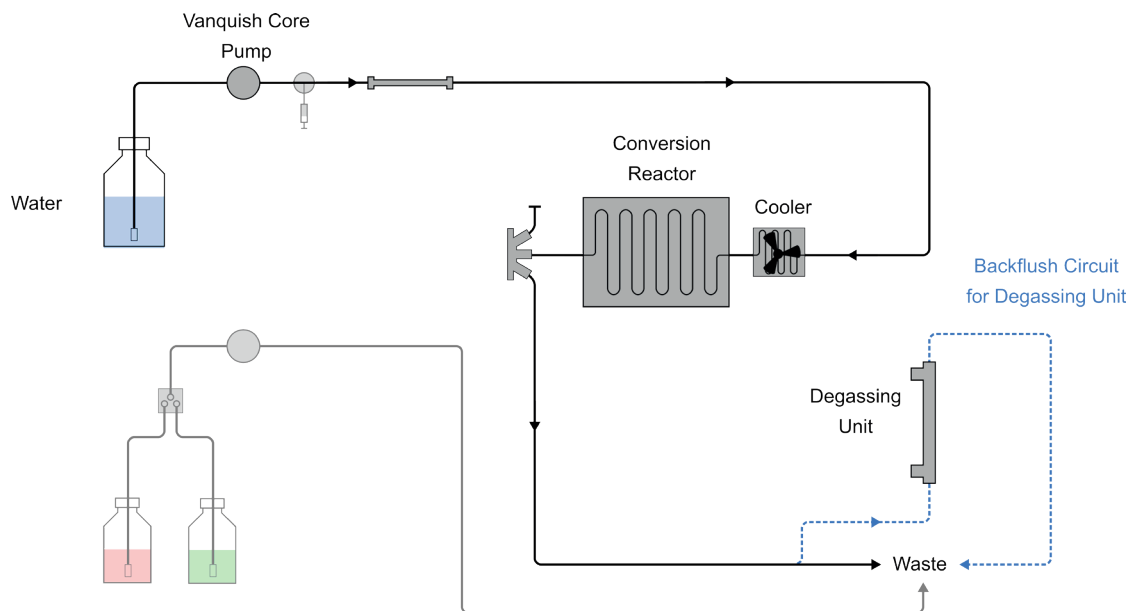 Vanquish Core
Pump
Conversion
Reactor
Water
Cooler
Backflush Circuit
for Degassing Unit
Degassing
Unit
Waste